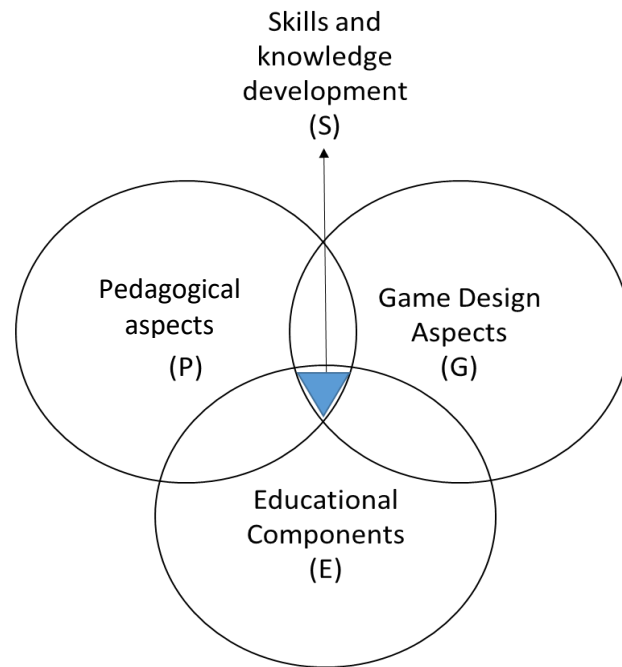 Skills and
knowledge
development
(S)
Pedagogical
aspects
(P)
Game Design
Aspects
(G)
Educational
Components
(E)